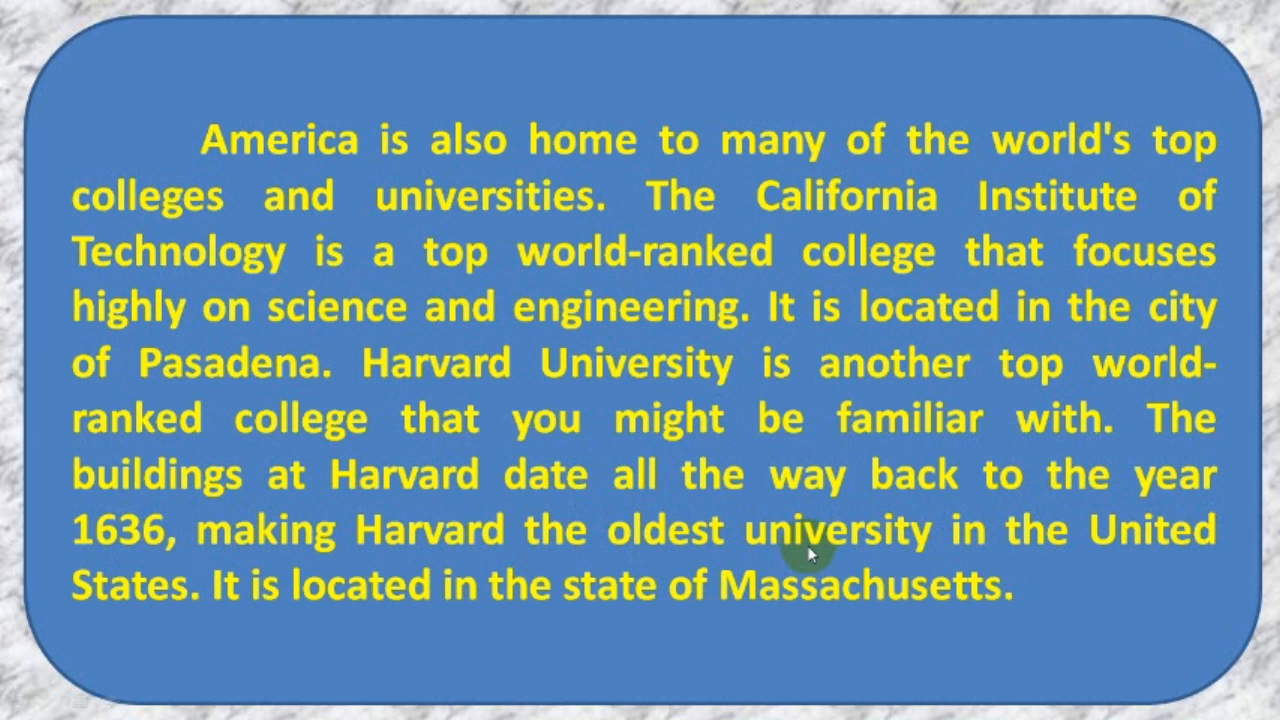 America is also home to many of the world's top
colleges and universities. The California Institute of
Technology is a top world-ranked college that focuses
highly on science and engineering. It is located in the city
of Pasadena. Harvard University is another top world-
ranked college that you might be familiar with. The
buildings at Harvard date all the way back to the year
1636, making Harvard the oldest university in the United
States. It is located in the state of Massachusetts.